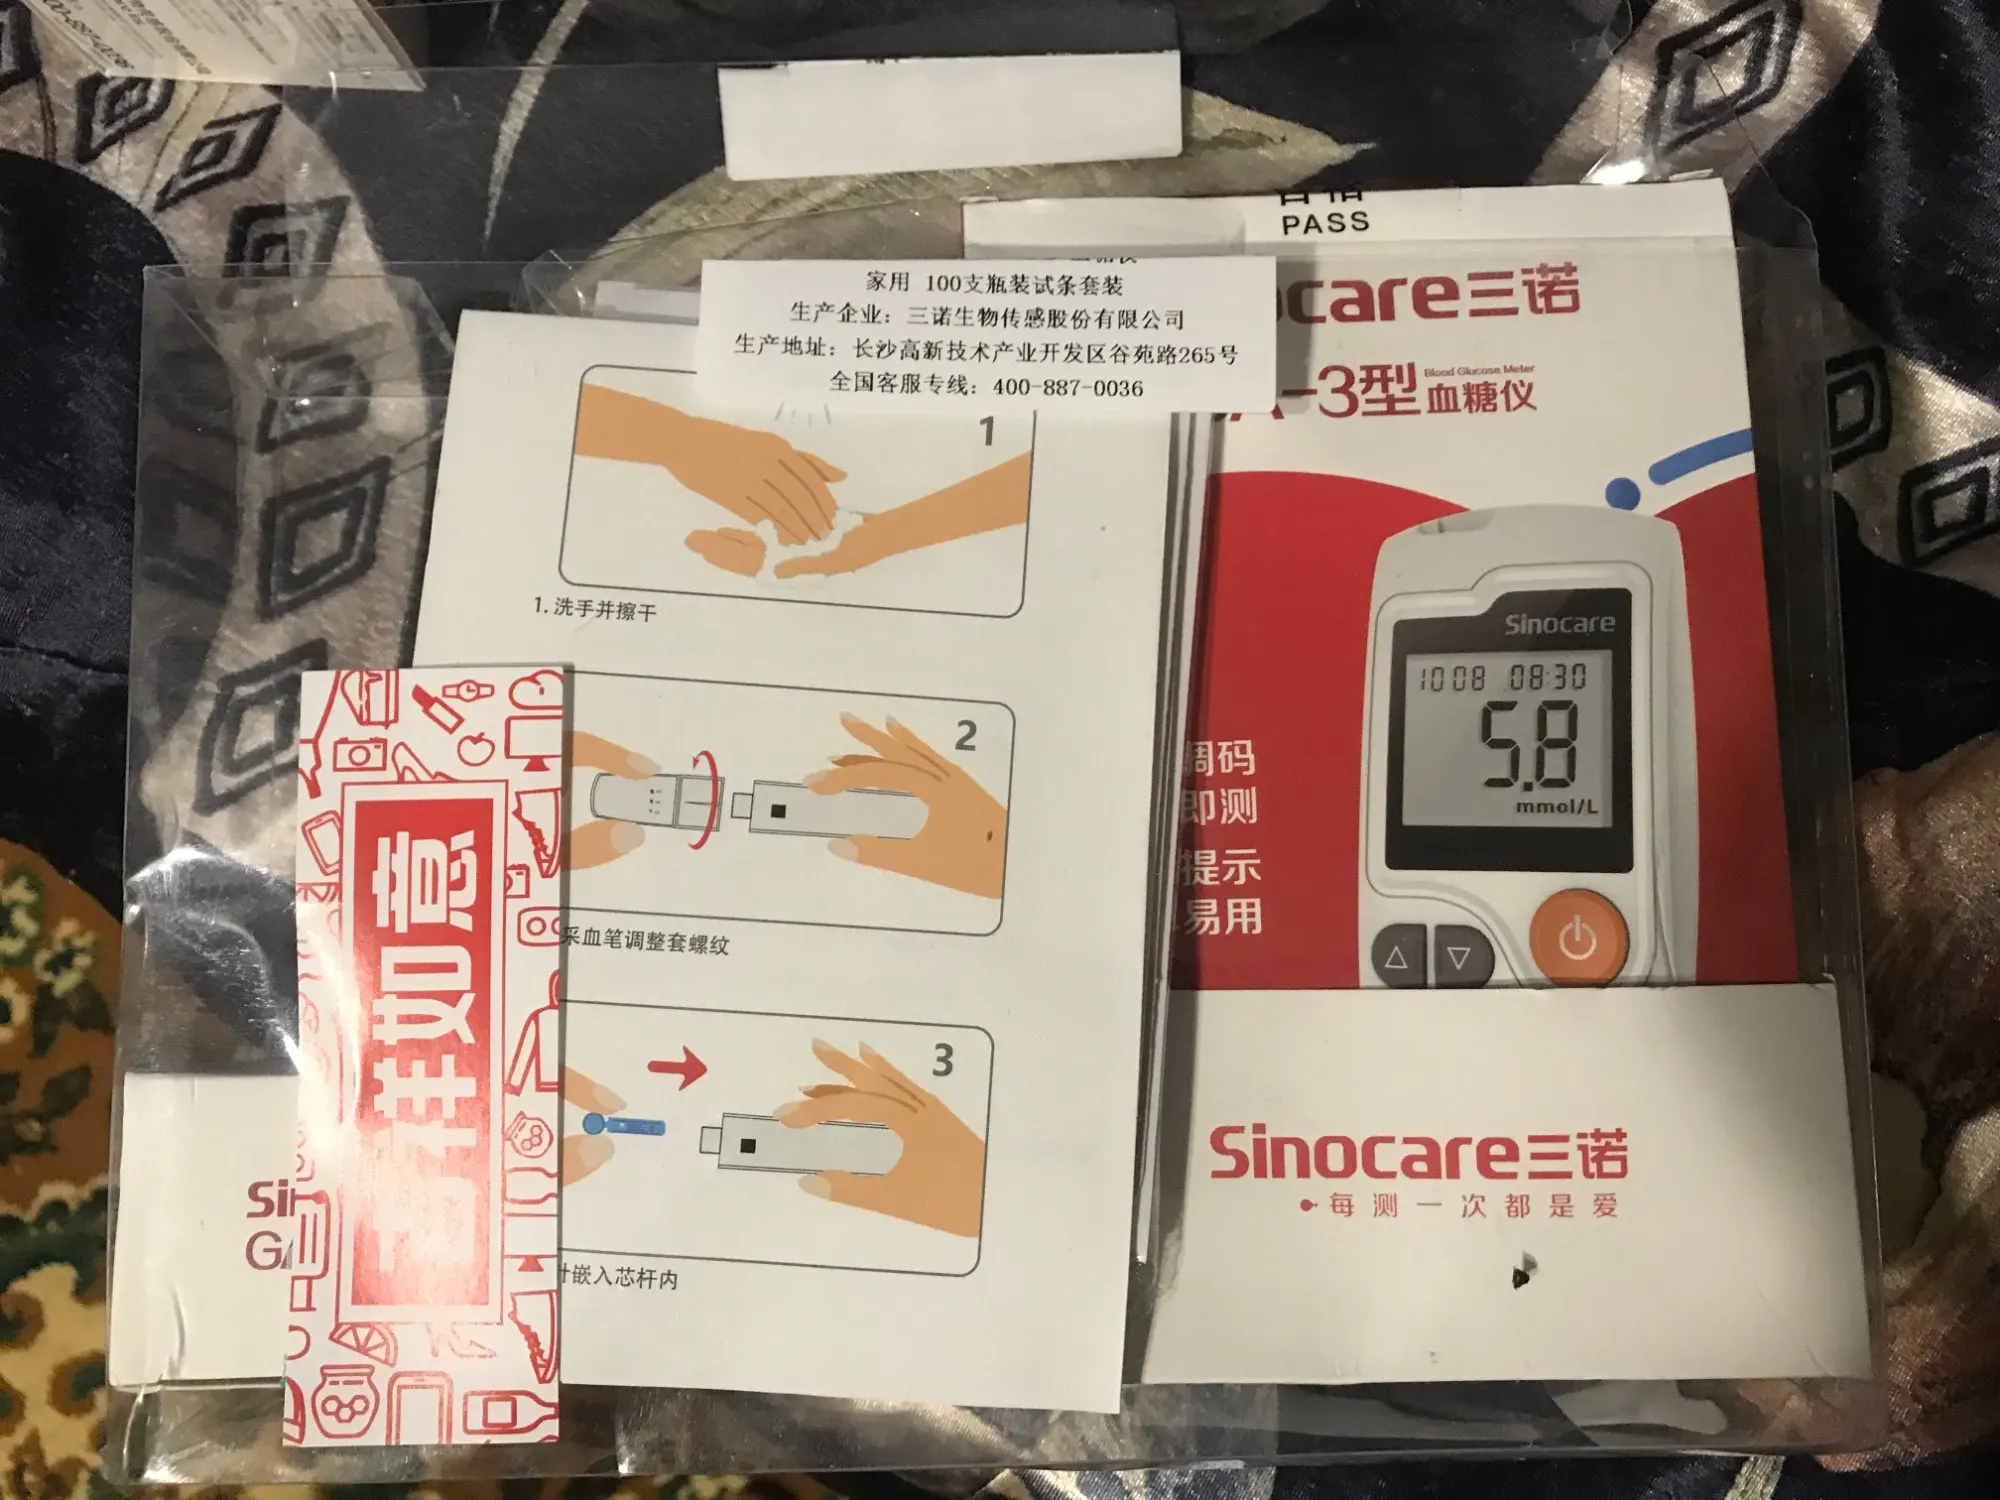 PASS
家用 100支瓶装试条套装
生产企业：三诺生物传感股份有限公司
生产地址：长沙高新技术产业开发区谷苑路265号
全国客服专线：400-887-0036
care三诺
-3型
Blood Glucose Meter
血糖仪
1
1. 洗手并擦干
2
采血笔调整套螺纹
3
嵌入芯杆内
吉祥如意
调码
即测
提示
易用
Sinocare
1008 08:30
5.8
mmol/L
Sinocare三诺
每测一次都是爱
Si
G